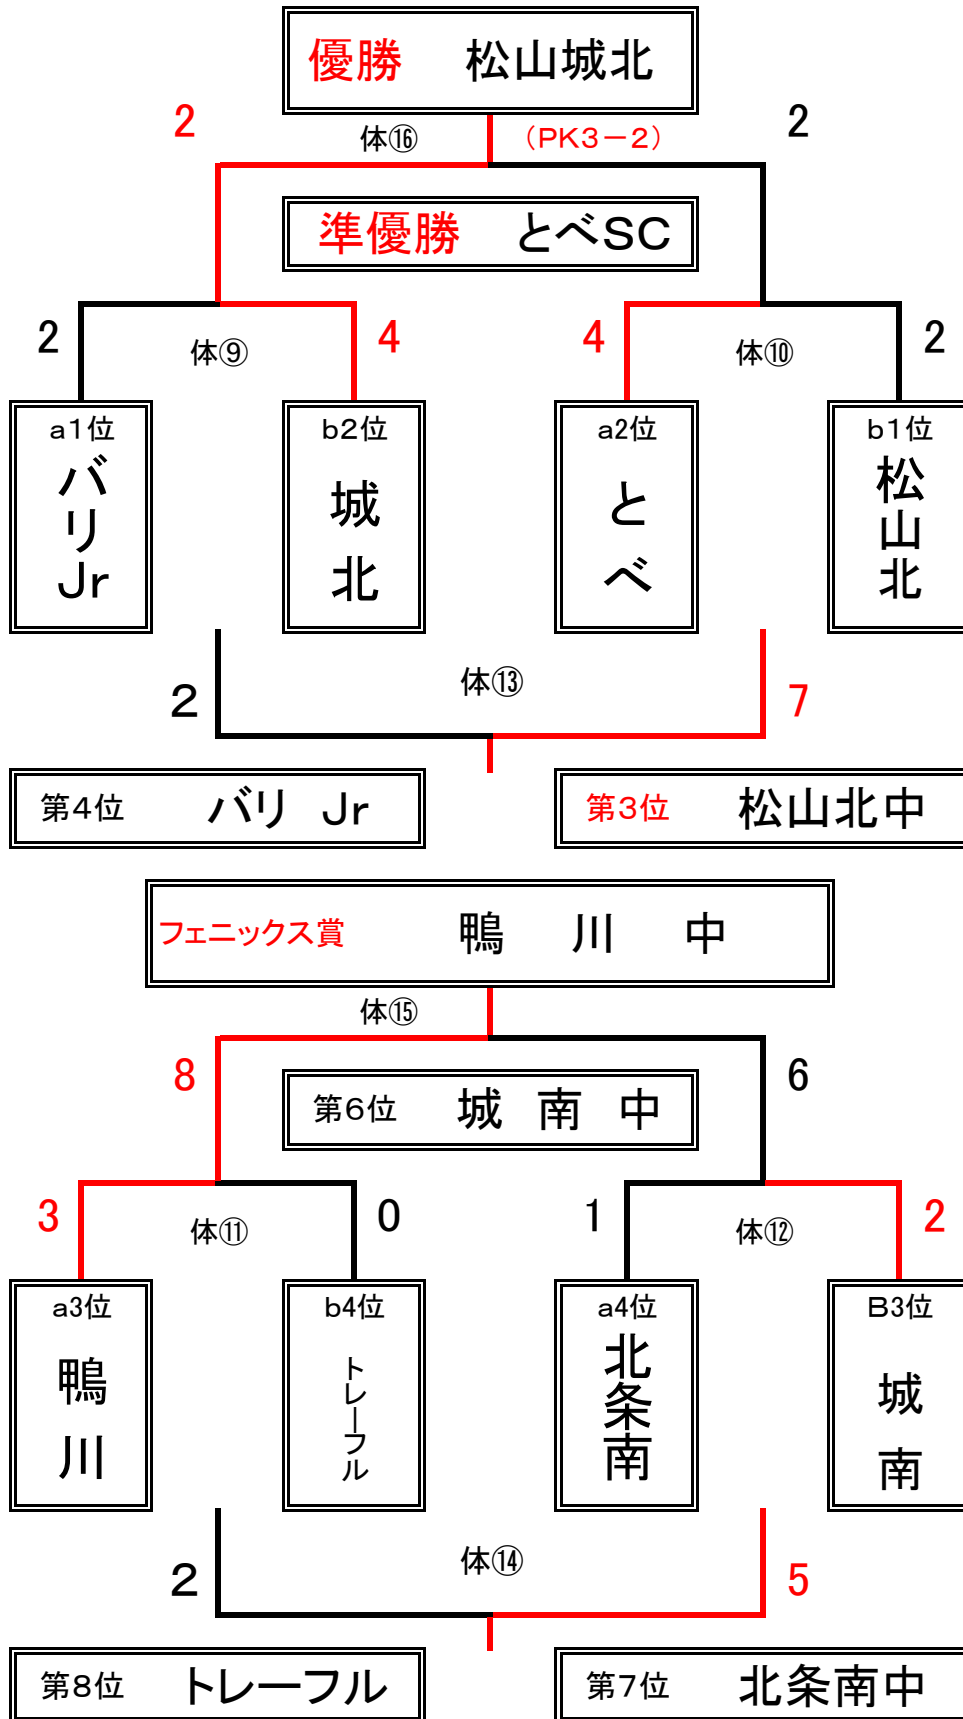 優勝 松山城北
2 体⑯ (PK3－2) 2
準優勝 とべSC
2 体⑨ 4 4 体⑩ 2
a1位 b2位 a2位 b1位
バリJr 城北 とべ 松山北
2 体⑬ 7
第4位 バリ Jr 第3位 松山北中
フェニックス賞 鴨 川 中
体⑮
8 6
第6位 城 南 中
3 体⑪ 0 1 体⑫ 2
a3位 b4位 a4位 B3位
鴨川 トレーフル 北条南 城南
2 体⑭ 5
第8位 トレーフル 第7位 北条南中